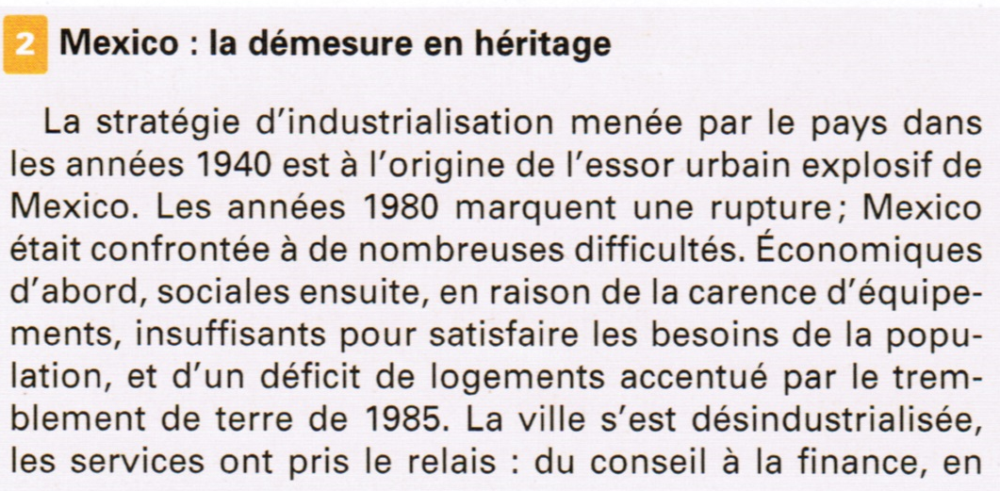 2 Mexico : la démesure en héritage
La stratégie d'industrialisation menée par le pays dans
les années 1940 est à l'origine de l'essor urbain explosif de
Mexico. Les années 1980 marquent une rupture ; Mexico
était confrontée à de nombreuses difficultés. Économiques
d'abord, sociales ensuite, en raison de la carence d'équipe-
ments, insuffisants pour satisfaire les besoins de la popu-
lation, et d'un déficit de logements accentué par le trem-
blement de terre de 1985. La ville s'est désindustrialisée,
les services ont pris le relais : du conseil à la finance, en